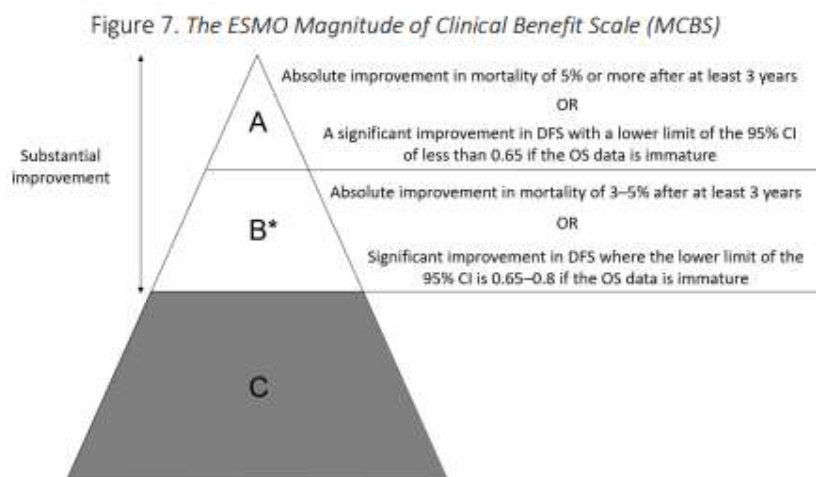 Figure 7. The ESMO Magnitude of Clinical Benefit Scale (MCBS)
Absolute improvement in mortality of 5% or more after at least 3 years
OR
A
Substantial
improvement
A significant improvement in DFS with a lower limit of the 95% CI
of less than 0.65 if the OS data is immature
Absolute improvement in mortality of 3–5% after at least 3 years
OR
B*
Significant improvement in DFS where the lower limit of the
95% CI is 0.65–0.8 if the OS data is immature
C